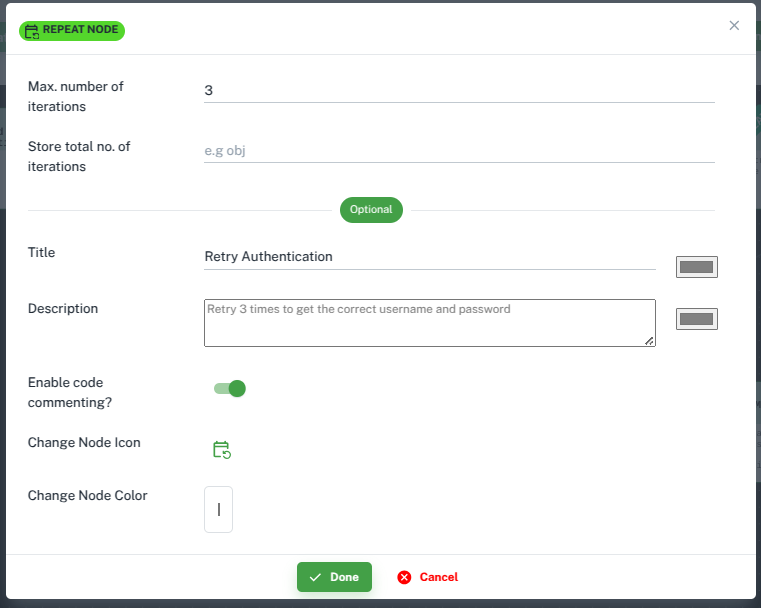 REPEAT NODE
Max. number of
iterations
3
Store total no. of
iterations
e.g obj
Optional
Title
Retry Authentication
Description
Retry 3 times to get the correct username and password
Enable code
commenting?
Change Node Icon
Change Node Color
Done
Cancel